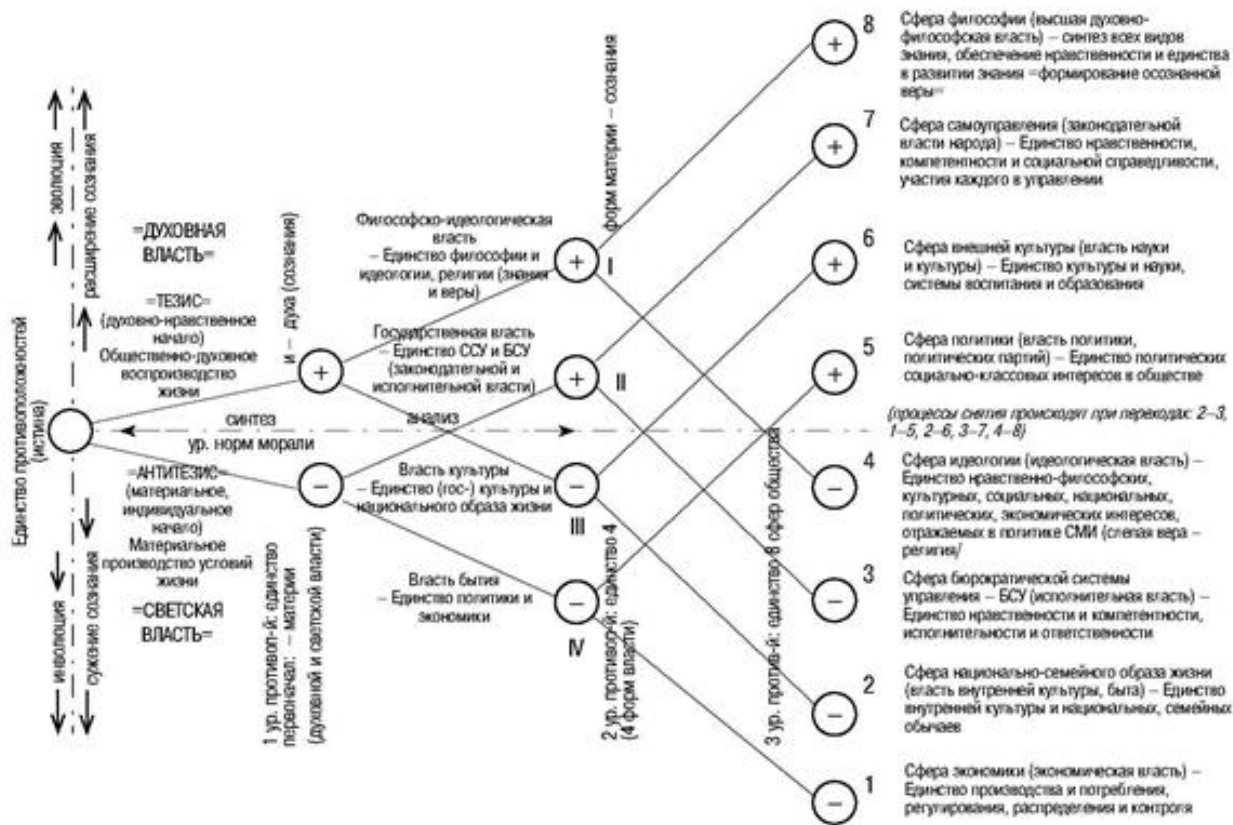 эволюция
расширение сознания
Единство противоположностей
(истина)
инволюция
сужение сознания
=ДУХОВНАЯ
ВЛАСТЬ=
=ТЕЗИС=
(духовно-нравственное
начало)
Общественно-духовное
воспроизводство
жизни
синтез
анализ
ур. норм морали
=АНТИТЕЗИС=
(материальное,
индивидуальное
начало)
Материальное
производство условий
жизни
=СВЕТСКАЯ
ВЛАСТЬ=
1 ур. противоп-й: единство
первоначал: – материи
и – духа (сознания)
(духовной и светской власти)
+
–
Философско-идеологическая
власть
– Единство философии и
идеологии, религии (знания
и веры)
Государственная власть
– Единство ССУ и БСУ
(законодательной и
исполнительной власти)
Власть культуры
– Единство (гос-) культуры и
национального образа жизни
Власть бытия
– Единство политики и
экономики
+
I
+
II
–
III
–
IV
2 ур. противоп-й: единство 4
форм материи – сознания
(4 форм власти)
3 ур. против-й: единство 8 сфер общества
+
8
Сфера философии (высшая духовно-
философская власть) – синтез всех видов
знания, обеспечение нравственности и единства
в развитии знания =формирование осознанной
веры=
+
7
Сфера самоуправления (законодательной
власти народа) – Единство нравственности,
компетентности и социальной справедливости,
участия каждого в управлении
+
6
Сфера внешней культуры (власть науки
и культуры) – Единство культуры и науки,
системы воспитания и образования
+
5
Сфера политики (власть политики,
политических партий) – Единство политических
социально-классовых интересов в обществе
(процессы снятия происходят при переходах: 2–3,
1–5, 2–6, 3–7, 4–8)
–
4
Сфера идеологии (идеологическая власть) –
Единство нравственно-философских,
культурных, социальных, национальных,
политических, экономических интересов,
отражаемых в политике СМИ (слепая вера –
религия/
–
3
Сфера бюрократической системы
управления – БСУ (исполнительная власть) –
Единство нравственности и компетентности,
исполнительности и ответственности
–
2
Сфера национально-семейного образа жизни
(власть внутренней культуры, быта) – Единство
внутренней культуры и национальных, семейных
обычаев
–
1
Сфера экономики (экономическая власть) –
Единство производства и потребления,
регулирования, распределения и контроля